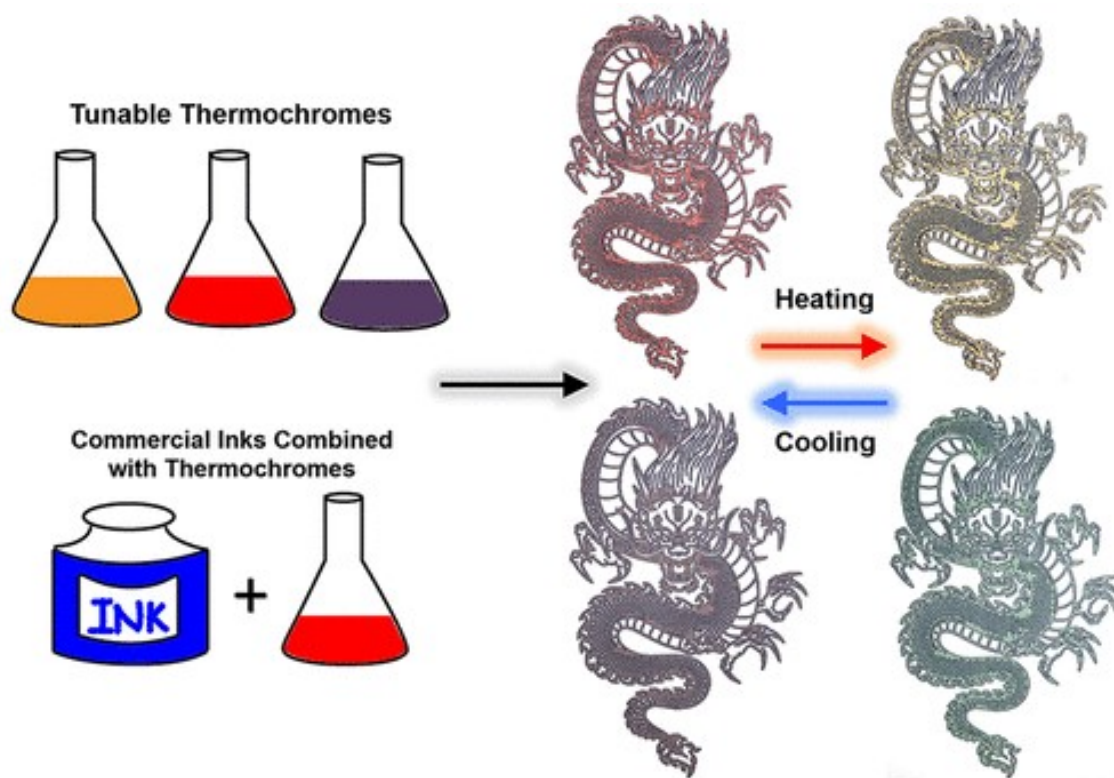 Tunable Thermochromes
Commercial Inks Combined
with Thermochromes
INK
+
Heating
Cooling